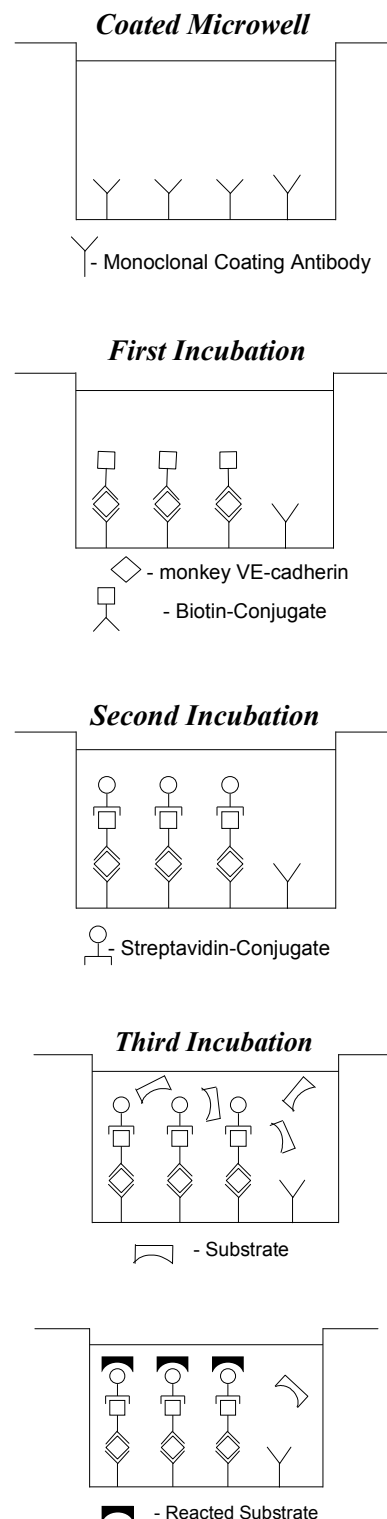 Coated Microwell
- Monoclonal Coating Antibody
First Incubation
- monkey VE-cadherin
- Biotin-Conjugate
Second Incubation
- Streptavidin-Conjugate
Third Incubation
- Substrate
- Reacted Substrate